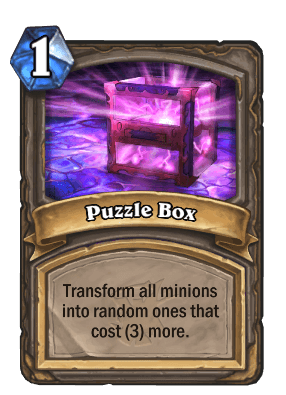 1
Puzzle Box
Transform all minions
into random ones that
cost (3) more.